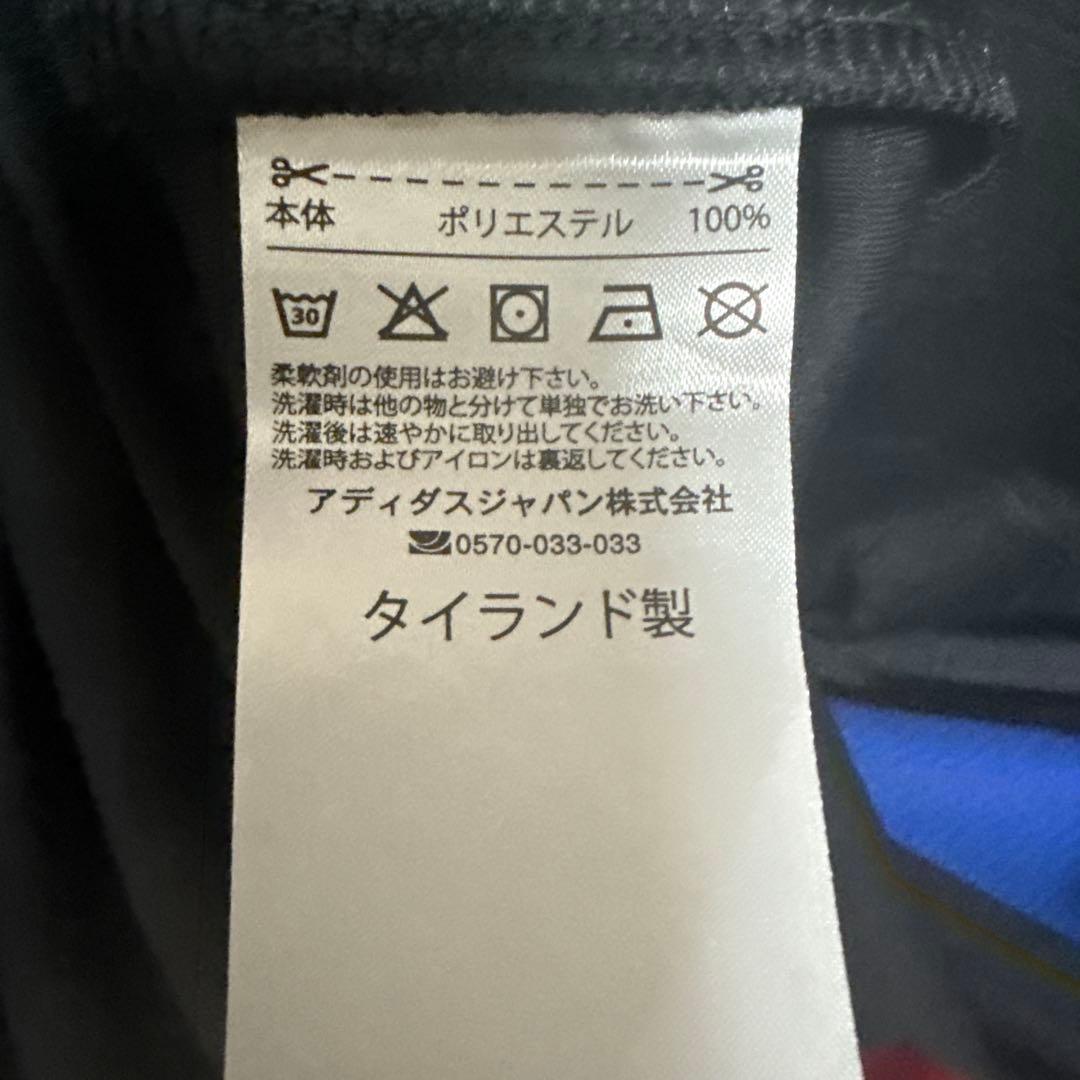 本体 ポリエステル 100%
30
柔軟剤の使用はお避け下さい。
洗濯時は他の物と分けて単独でお洗い下さい。
洗濯後は速やかに取り出してください。
洗濯時およびアイロンは裏返してください。
アディダスジャパン株式会社
0570-033-033
タイランド製